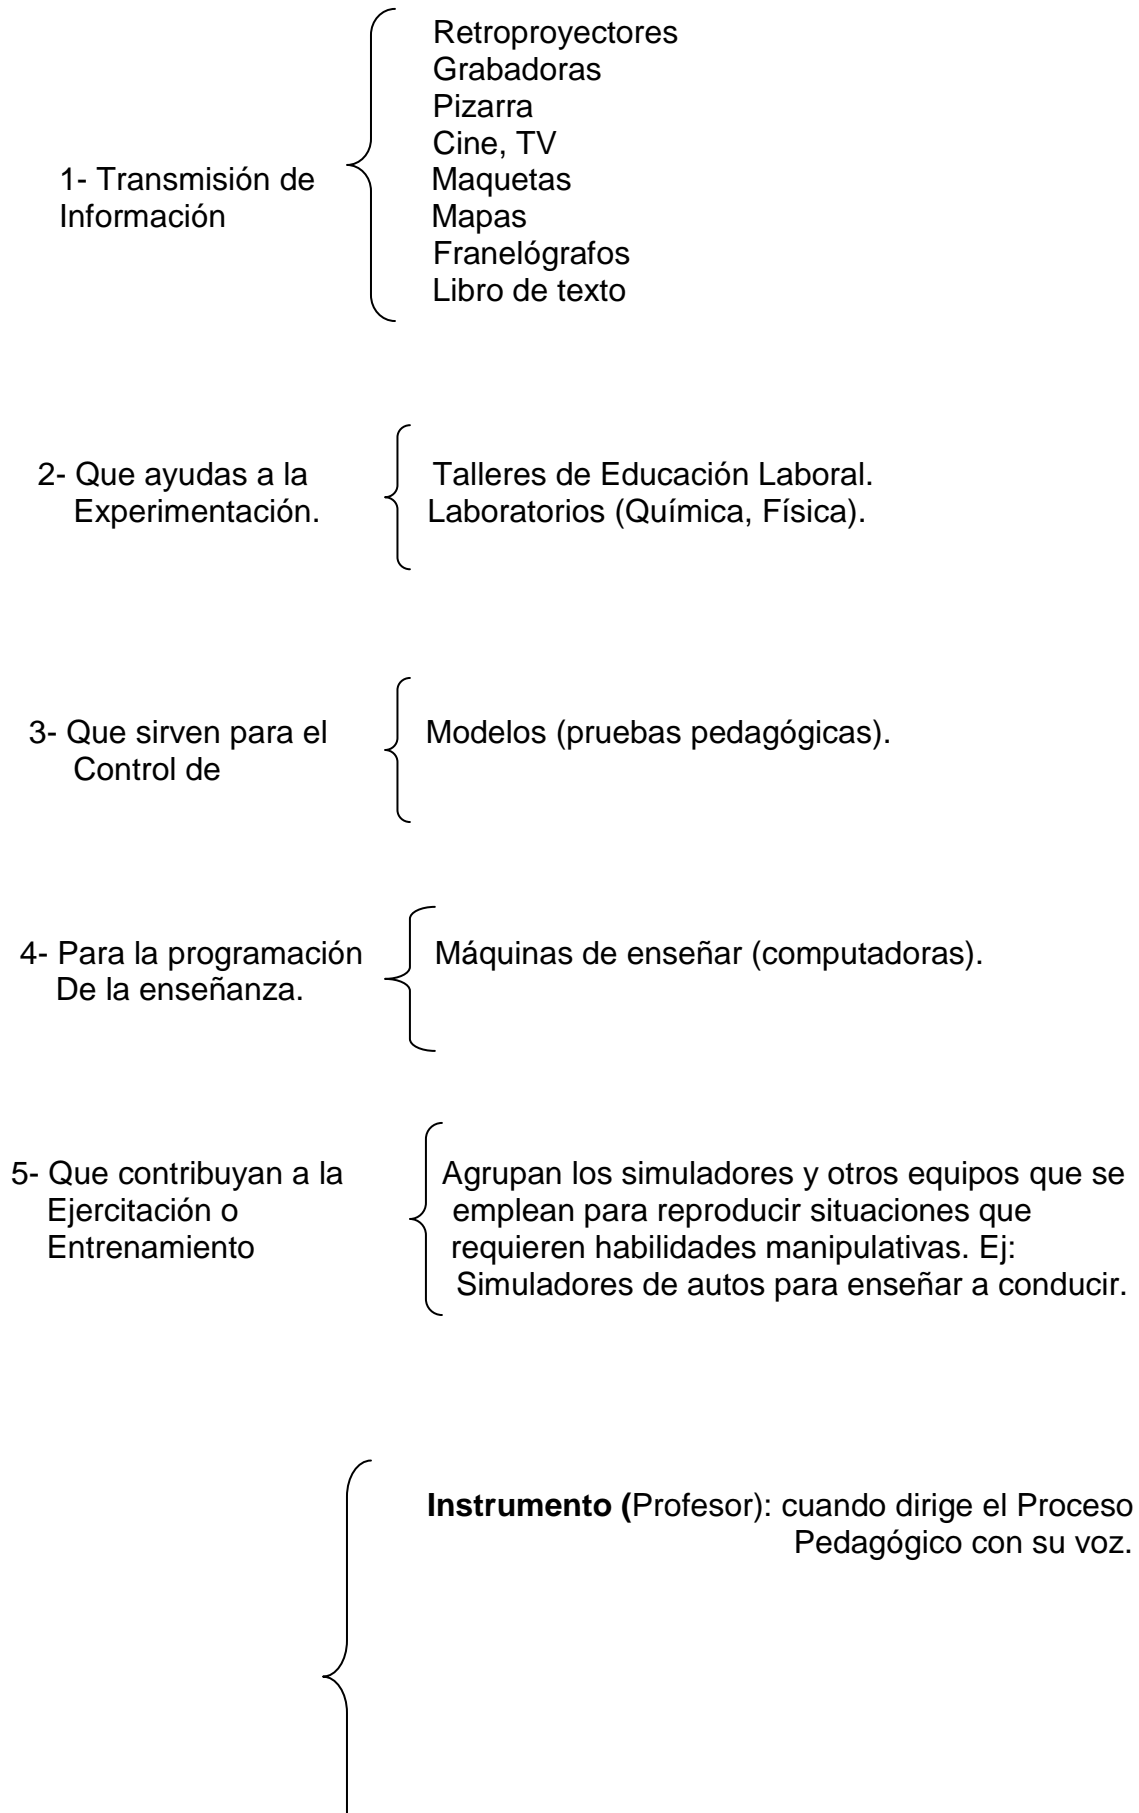 Retroproyectores
Grabadoras
Pizarra
Cine, TV
1- Transmisión de
Información
Maquetas
Mapas
Franelógrafos
Libro de texto
2- Que ayudas a la
Experimentación.
Talleres de Educación Laboral.
Laboratorios (Química, Física).
3- Que sirven para el
Control de
Modelos (pruebas pedagógicas).
4- Para la programación
De la enseñanza.
Máquinas de enseñar (computadoras).
5- Que contribuyan a la
Ejercitación o
Entrenamiento
Agrupan los simuladores y otros equipos que se
emplean para reproducir situaciones que
requieren habilidades manipulativas. Ej:
Simuladores de autos para enseñar a conducir.
Instrumento (Profesor): cuando dirige el Proceso
Pedagógico con su voz.